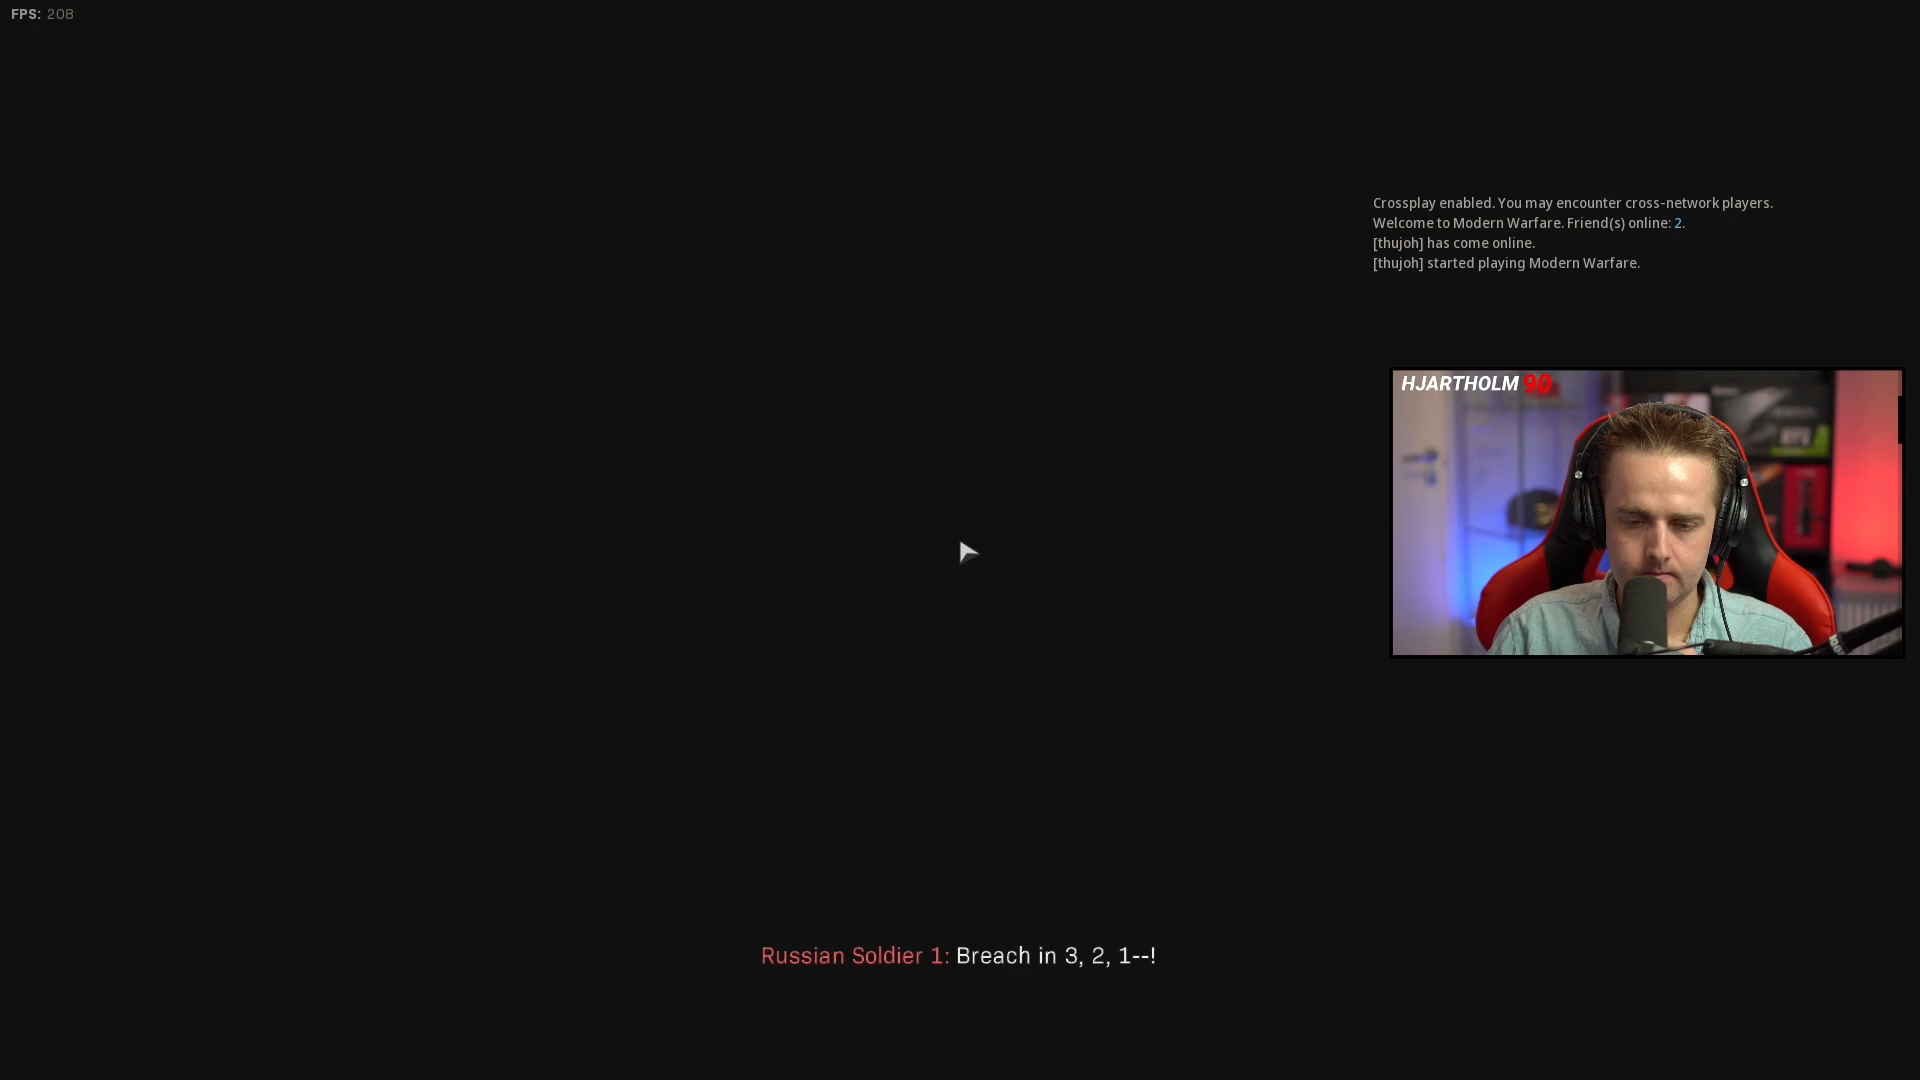 FPS: 208
Crossplay enabled. You may encounter cross-network players.
Welcome to Modern Warfare. Friend(s) online: 2.
[thujoh] has come online.
[thujoh] started playing Modern Warfare.
HJARTHOLM 90
RTX
Russian Soldier 1: Breach in 3, 2, 1--!